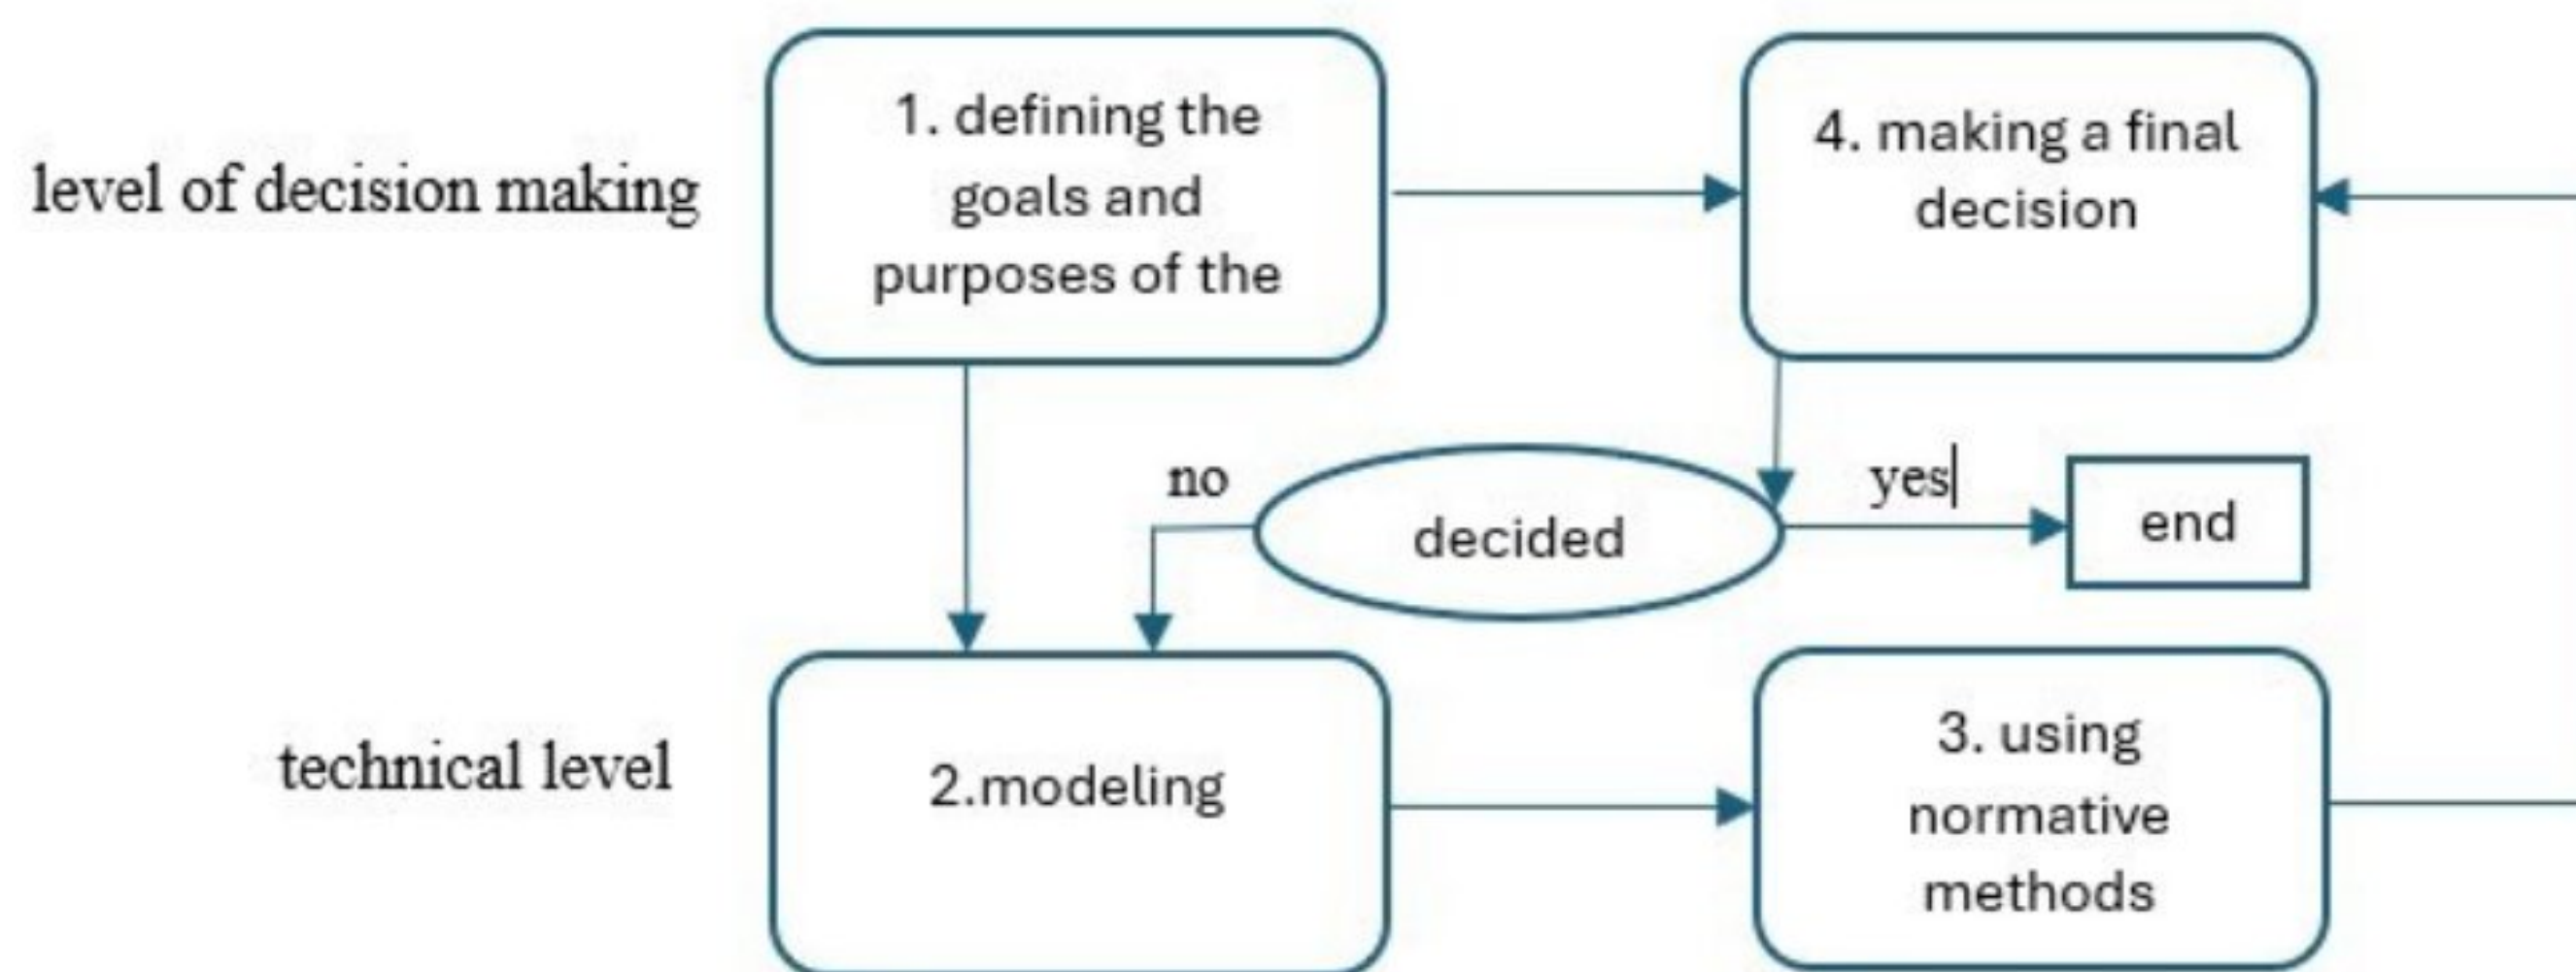 level of decision making
1. defining the
goals and
purposes of the
4. making a final
decision
no
decided
yes
end
technical level
2.modeling
3. using
normative
methods